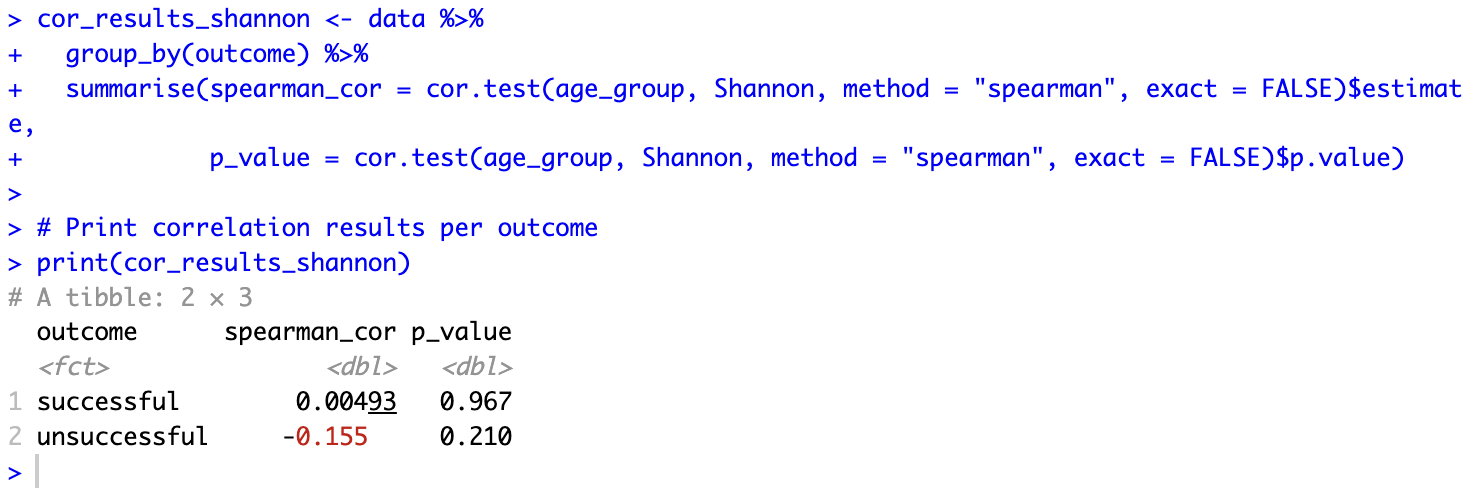 > cor_results_shannon <- data %>%
+   group_by(outcome) %>%
+   summarise(spearman_cor = cor.test(age_group, Shannon, method = "spearman", exact = FALSE)$estimat
e,
+             p_value = cor.test(age_group, Shannon, method = "spearman", exact = FALSE)$p.value)
>
> # Print correlation results per outcome
> print(cor_results_shannon)
# A tibble: 2 × 3
  outcome      spearman_cor p_value
  <fct>               <dbl>   <dbl>
1 successful        0.00493   0.967
2 unsuccessful     -0.155     0.210
>